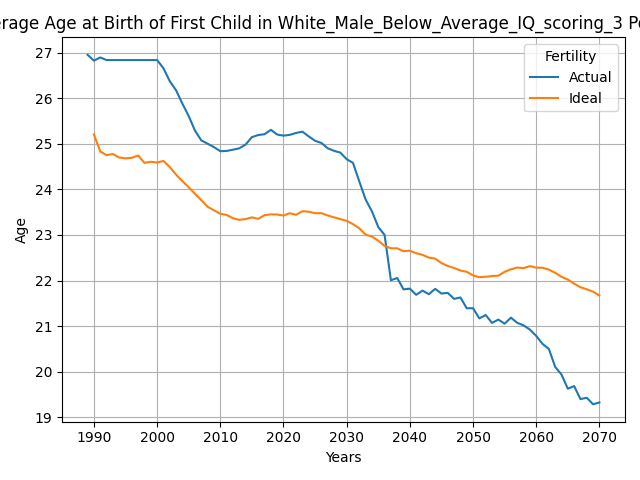 erage Age at Birth of First Child in White_Male_Below_Average_IQ_scoring_3 P
Fertility
Actual
Ideal
27
26
25
24
23
22
21
20
19
Age
1990 2000 2010 2020 2030 2040 2050 2060 2070
Years